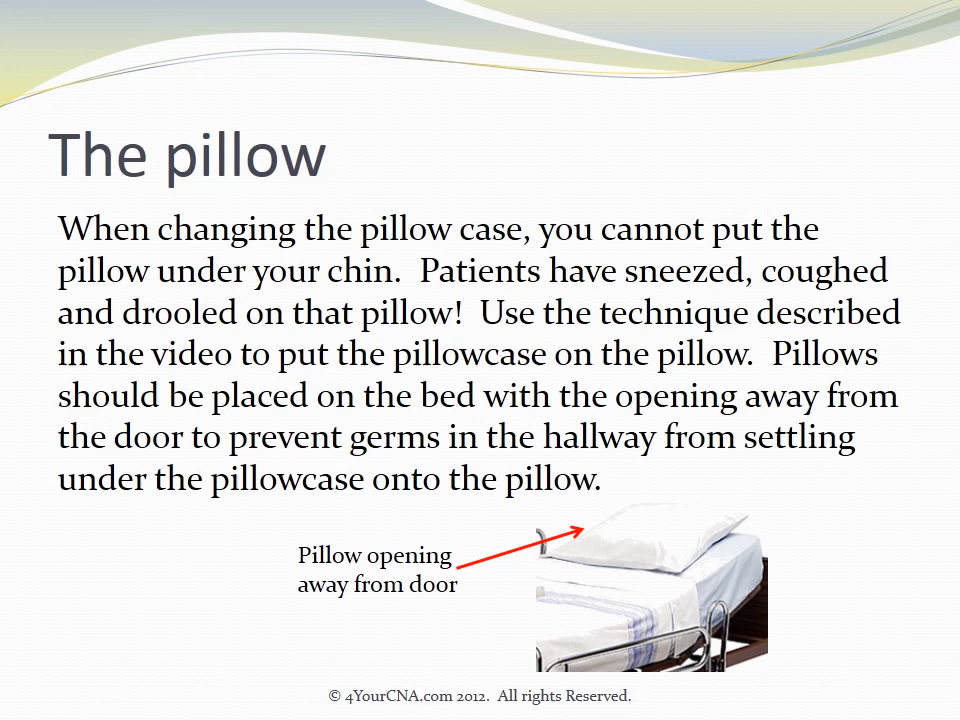 The pillow
When changing the pillow case, you cannot put the
pillow under your chin.  Patients have sneezed, coughed
and drooled on that pillow!  Use the technique described
in the video to put the pillowcase on the pillow.  Pillows
should be placed on the bed with the opening away from
the door to prevent germs in the hallway from settling
under the pillowcase onto the pillow.
Pillow opening
away from door
© 4YourCNA.com 2012.  All rights Reserved.